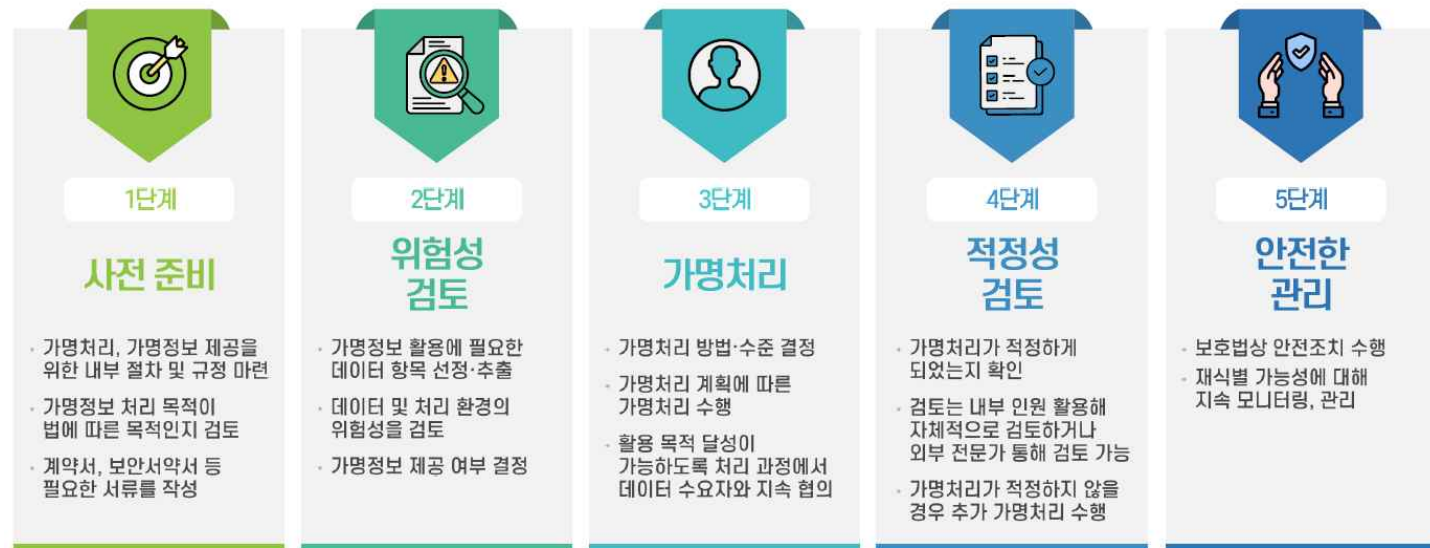 1단계
사전 준비
· 가명처리, 가명정보 제공을
위한 내부 절차 및 규정 마련
· 가명정보 처리 목적이
법에 따른 목적인지 검토
· 계약서, 보안서약서 등
필요한 서류를 작성
2단계
위험성
검토
· 가명정보 활용에 필요한
데이터 항목 선정·추출
· 데이터 및 처리 환경의
위험성을 검토
· 가명정보 제공 여부 결정
3단계
가명처리
· 가명처리 방법·수준 결정
· 가명처리 계획에 따른
가명처리 수행
· 활용 목적 달성이
가능하도록 처리 과정에서
데이터 수요자와 지속 협의
4단계
적정성
검토
· 가명처리가 적정하게
되었는지 확인
· 검토는 내부 인원 활용해
자체적으로 검토하거나
외부 전문가 통해 검토 가능
· 가명처리가 적정하지 않을
경우 추가 가명처리 수행
5단계
안전한
관리
· 보호법상 안전조치 수행
· 재식별 가능성에 대해
지속 모니터링, 관리